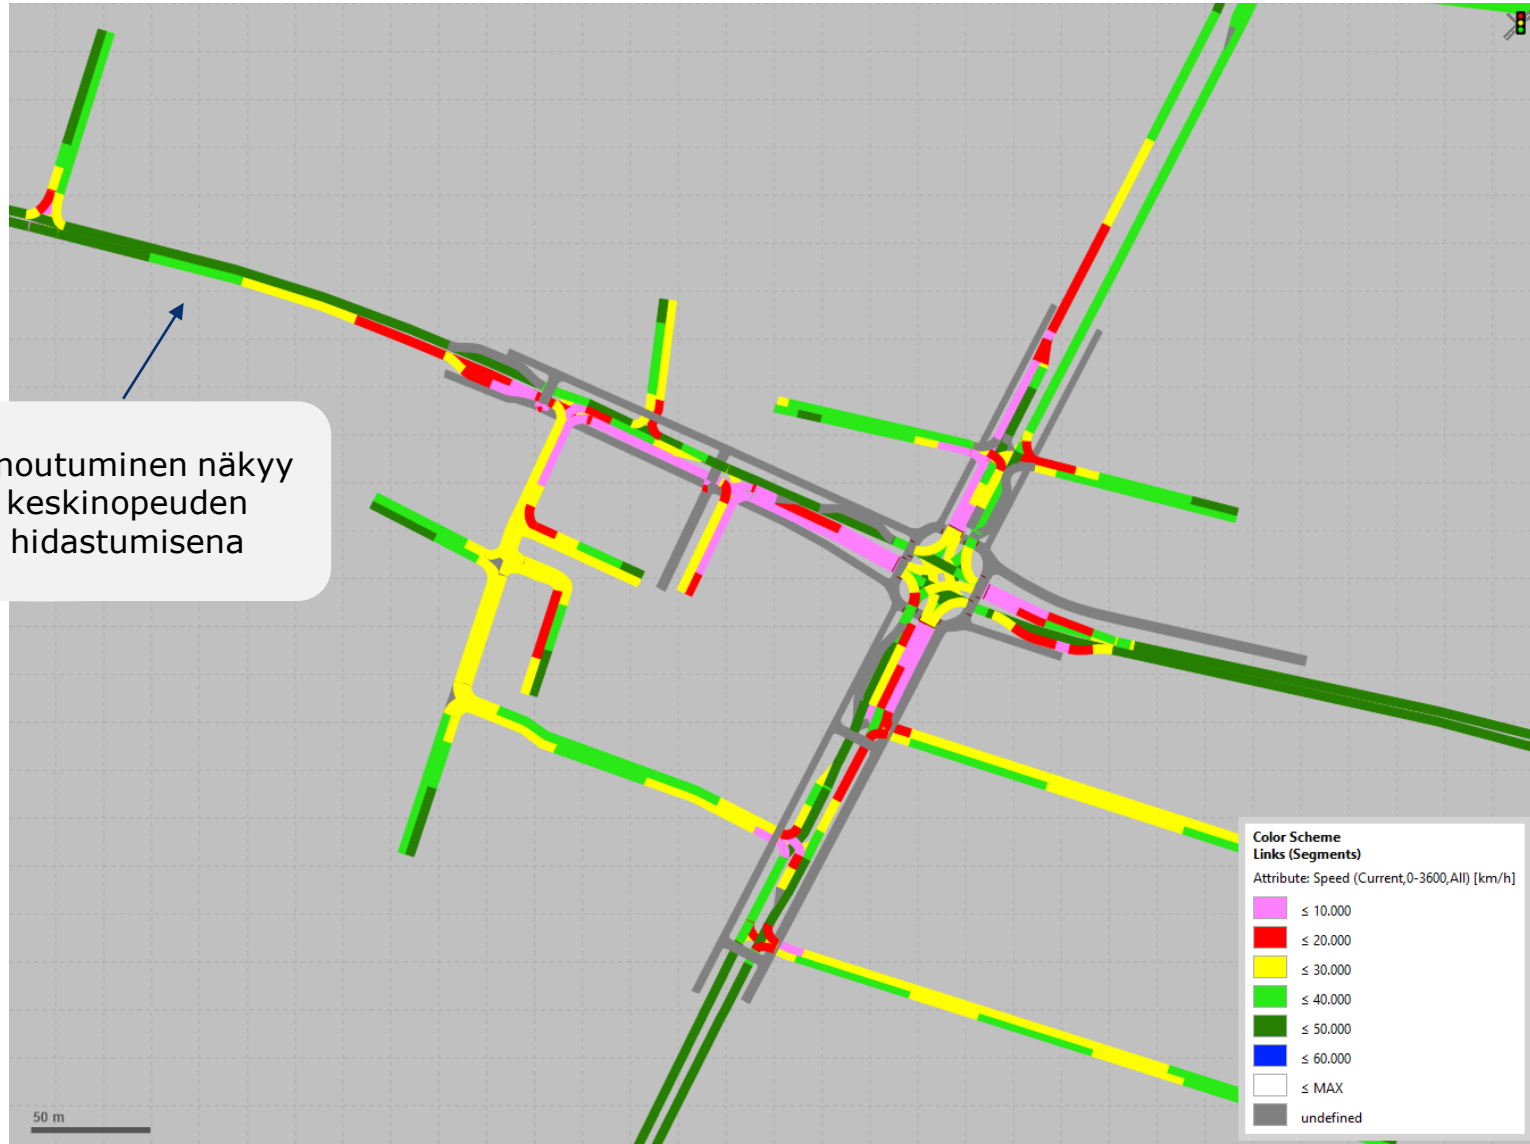 noutuminen näkyy
keskinopeuden
hidastumisena
Color Scheme
Links (Segments)
Attribute: Speed (Current,0-3600,All) [km/h]
≤ 10.000
≤ 20.000
≤ 30.000
≤ 40.000
≤ 50.000
≤ 60.000
≤ MAX
undefined
50 m